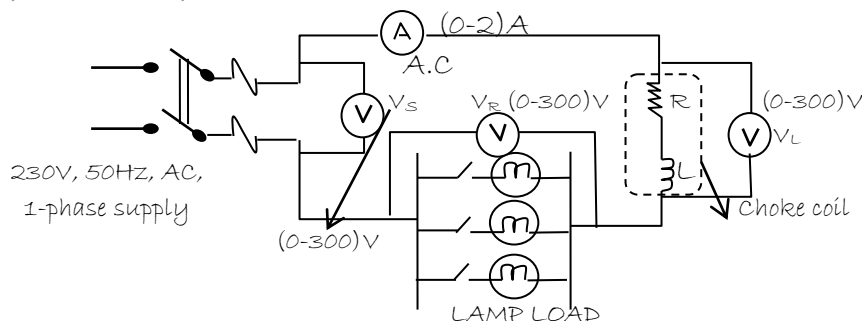 (0-2)A
A
A.C
R
(0-300)V
V
VS
VR (0-300)V
V
V
VL
L
230V, 50Hz, AC,
1-phase supply
Choke coil
(0-300)V
LAMP LOAD